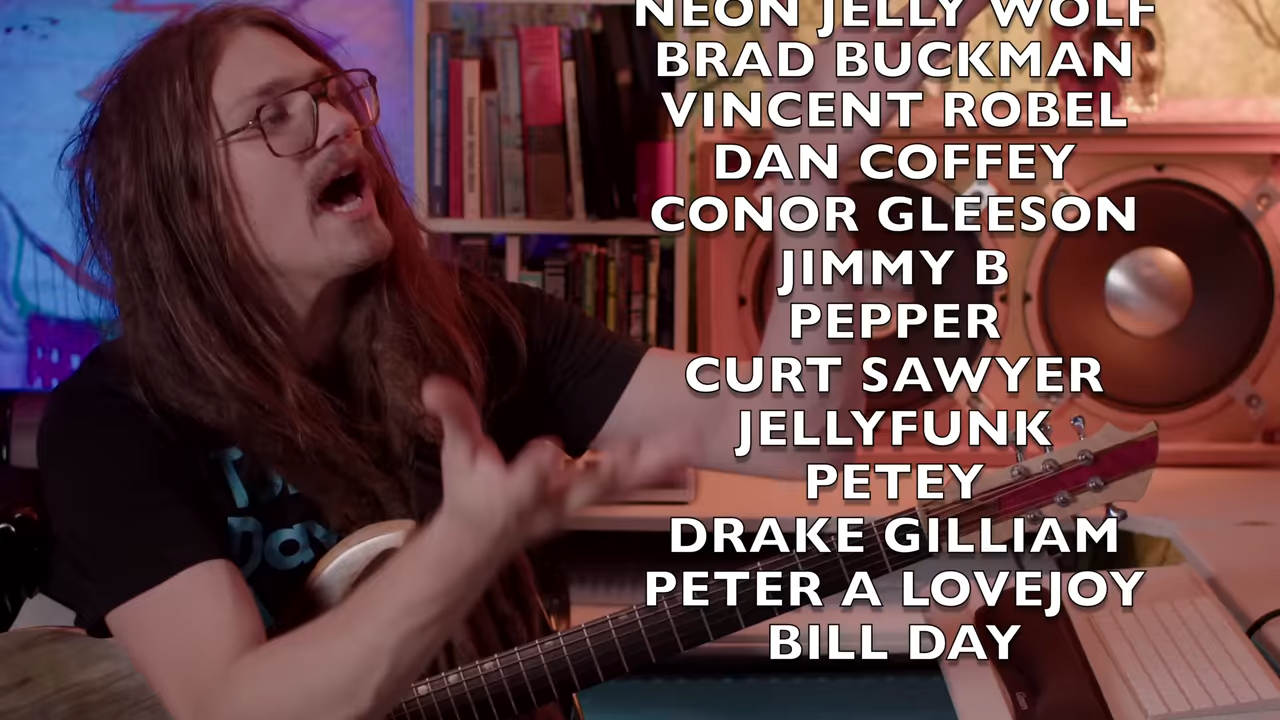 NEON JELLY WOLF
BRAD BUCKMAN
VINCENT ROBEL
DAN COFFEY
CONOR GLEESON
JIMMY B
PEPPER
CURT SAWYER
JELLYFUNK
PETEY
DRAKE GILLIAM
PETER A LOVEJOY
BILL DAY